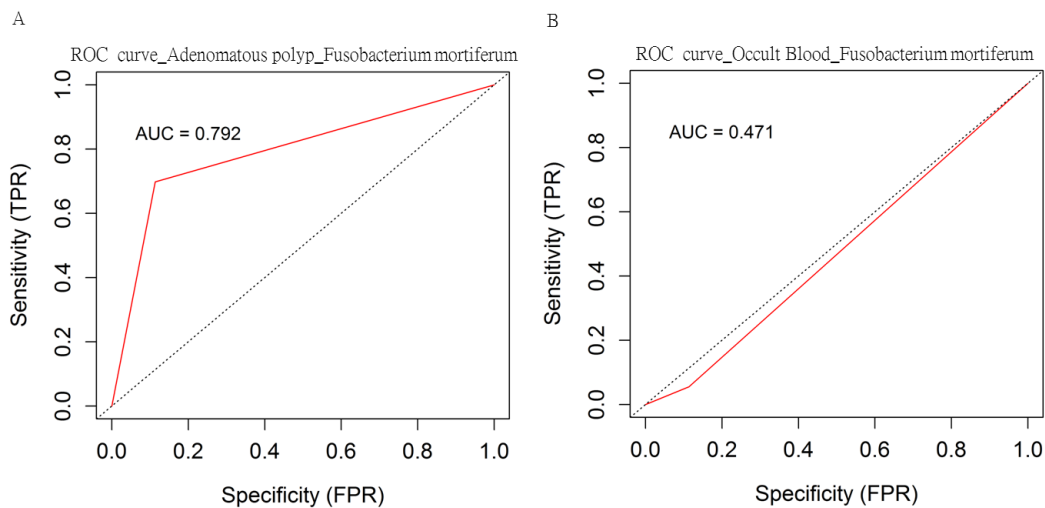 A
ROC curve_Adenomatous polyp_Fusobacterium mortiferum
AUC = 0.792
Sensitivity (TPR)
1.0
0.8
0.6
0.4
0.2
0.0
0.0 0.2 0.4 0.6 0.8 1.0
Specificity (FPR)
B
ROC curve_Occult Blood_Fusobacterium mortiferum
AUC = 0.471
Sensitivity (TPR)
1.0
0.8
0.6
0.4
0.2
0.0
0.0 0.2 0.4 0.6 0.8 1.0
Specificity (FPR)